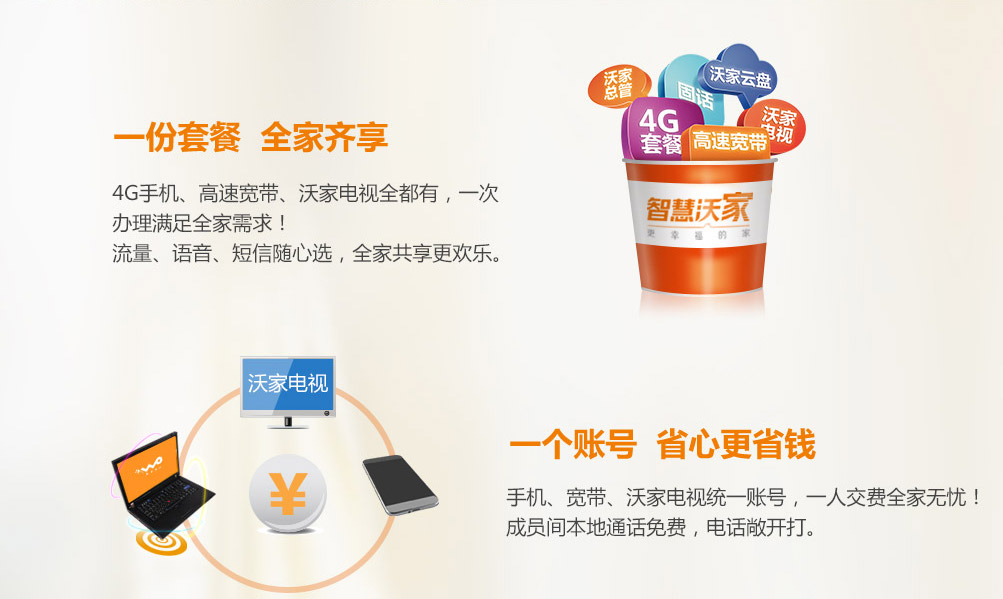 沃家云盘
沃家
总管
固话
4G
套餐
沃家
电视
高速宽带
智慧沃家
更幸福的家
一份套餐 全家齐享
4G手机、高速宽带、沃家电视全都有，一次
办理满足全家需求！
流量、语音、短信随心选，全家共享更欢乐。
沃家电视
¥
一个账号 省心更省钱
手机、宽带、沃家电视统一账号，一人交费全家无忧！
成员间本地通话免费，电话敞开打。